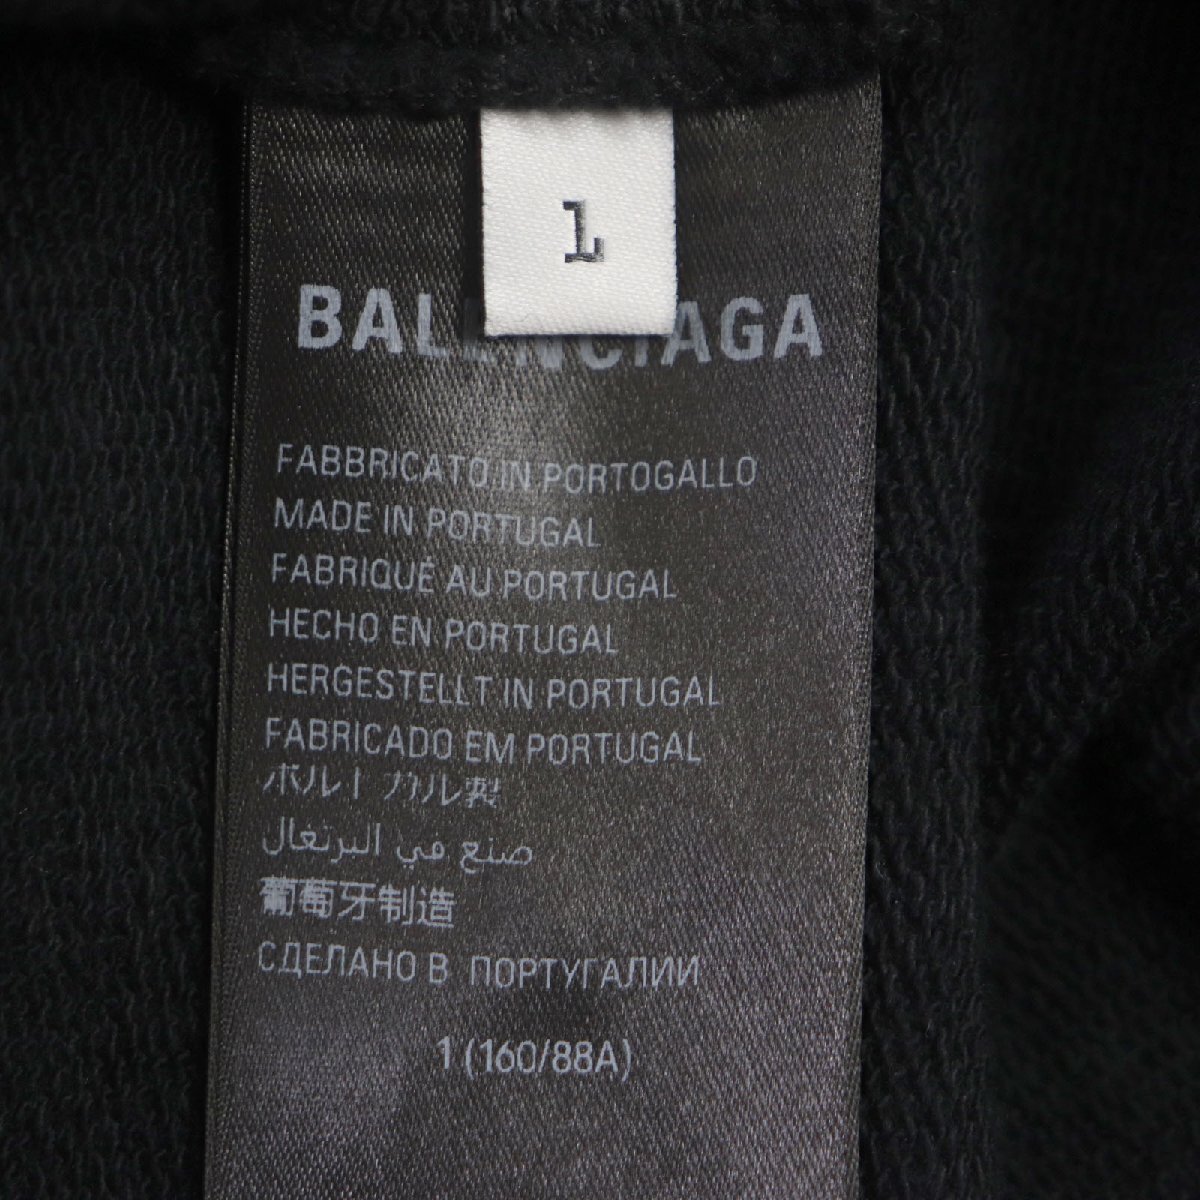 1
BALENCIAGA
FABBRICATO IN PORTOGALLO
MADE IN PORTUGAL
FABRIQUÉ AU PORTUGAL
HECHO EN PORTUGAL
HERGESTELLT IN PORTUGAL
FABRICADO EM PORTUGAL
ポルトガル製
صنع في البرتغال
葡萄牙制造
СДЕЛАНО В ПОРТУГАЛИИ
1 (160/88A)